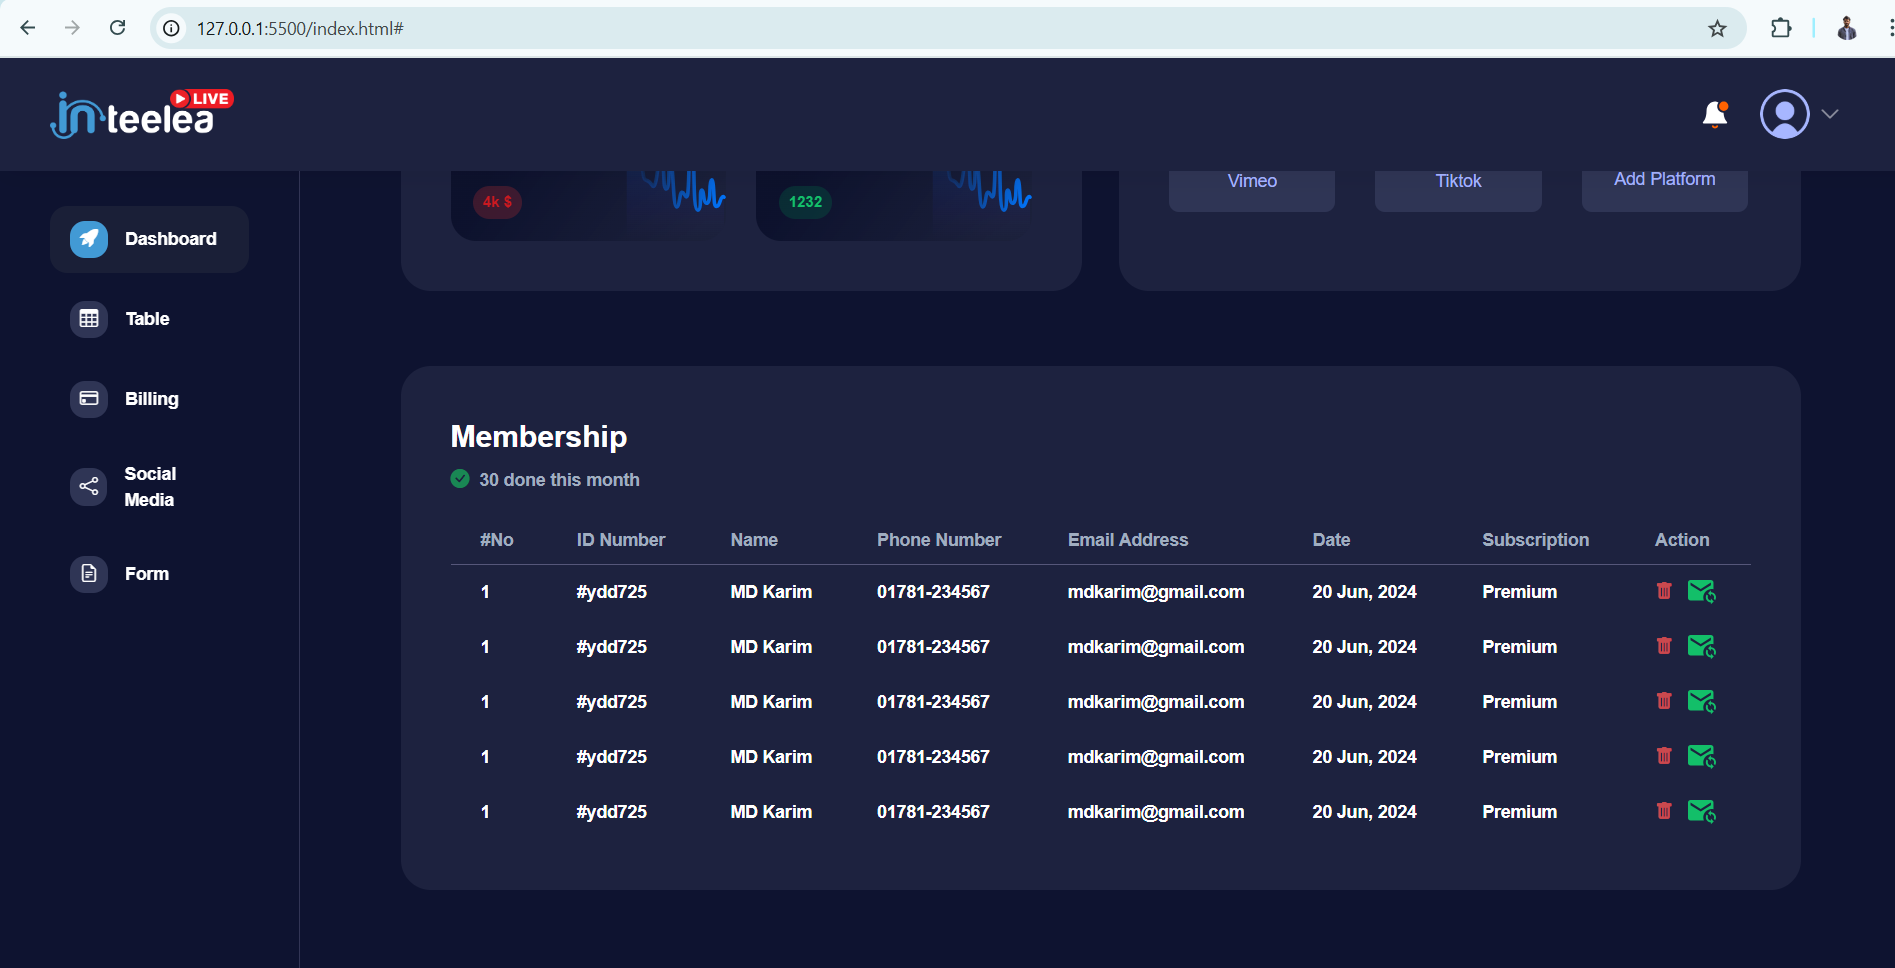 127.0.0.1:5500/index.html#
inteelea LIVE
4k $
1232
Vimeo
Tiktok
Add Platform
Dashboard
Table
Billing
Social
Media
Form
Membership
30 done this month
#No ID Number Name Phone Number Email Address Date Subscription Action
1 #ydd725 MD Karim 01781-234567 mdkarim@gmail.com 20 Jun, 2024 Premium
1 #ydd725 MD Karim 01781-234567 mdkarim@gmail.com 20 Jun, 2024 Premium
1 #ydd725 MD Karim 01781-234567 mdkarim@gmail.com 20 Jun, 2024 Premium
1 #ydd725 MD Karim 01781-234567 mdkarim@gmail.com 20 Jun, 2024 Premium
1 #ydd725 MD Karim 01781-234567 mdkarim@gmail.com 20 Jun, 2024 Premium